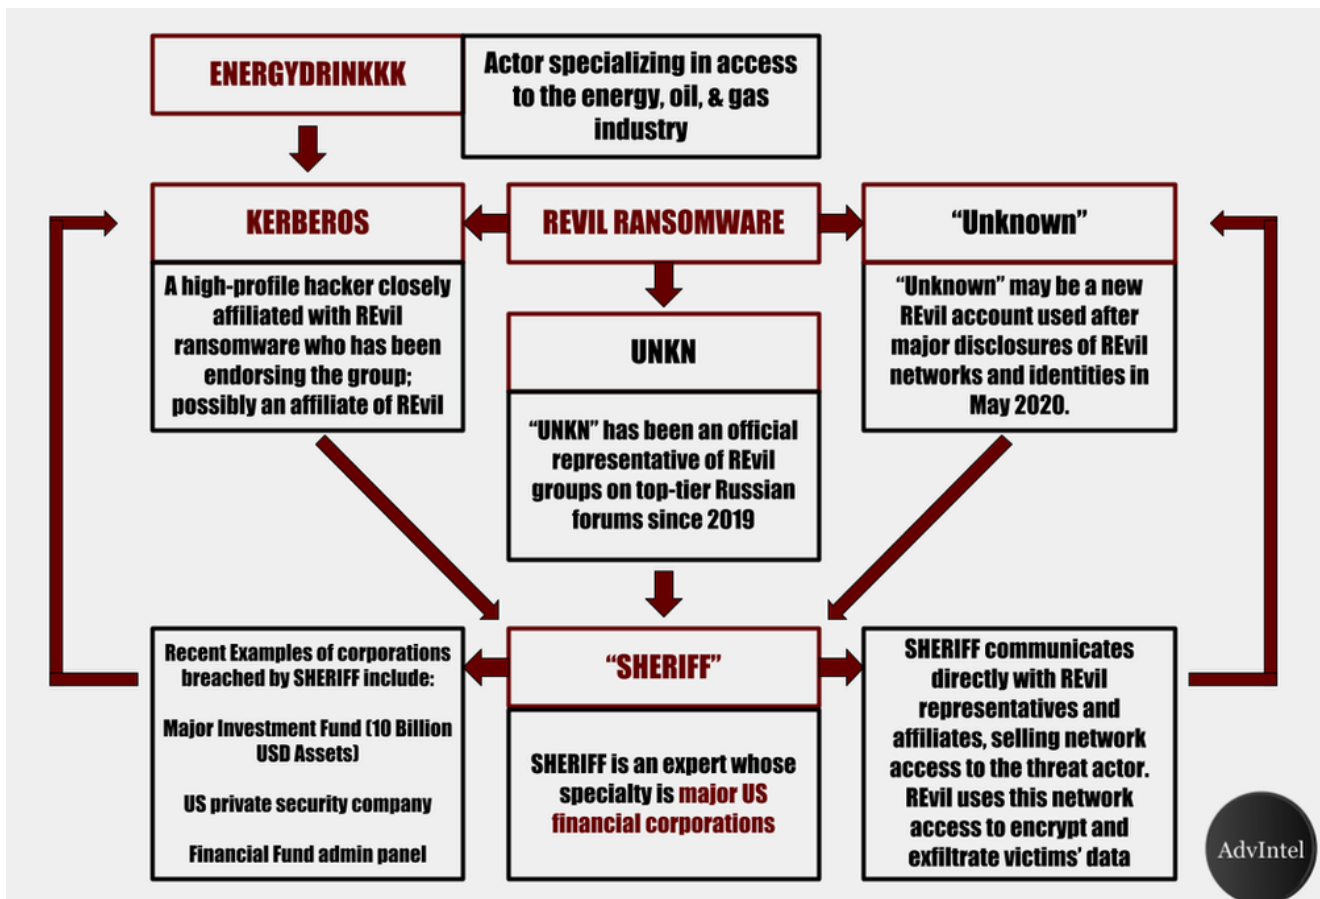 ENERGYDRINKKK
Actor specializing in access
to the energy, oil, & gas
industry
KERBEROS
A high-profile hacker closely
affiliated with REvil
ransomware who has been
endorsing the group;
possibly an affiliate of REvil
REVIL RANSOMWARE
“Unknown”
“Unknown” may be a new
REvil account used after
major disclosures of REvil
networks and identities in
May 2020.
UNKN
“UNKN” has been an official
representative of REvil
groups on top-tier Russian
forums since 2019
Recent Examples of corporations
breached by SHERIFF include:
Major Investment Fund (10 Billion
USD Assets)
US private security company
Financial Fund admin panel
“SHERIFF”
SHERIFF is an expert whose
specialty is major US
financial corporations
SHERIFF communicates
directly with REvil
representatives and
affiliates, selling network
access to the threat actor.
REvil uses this network
access to encrypt and
exfiltrate victims’ data
AdvIntel